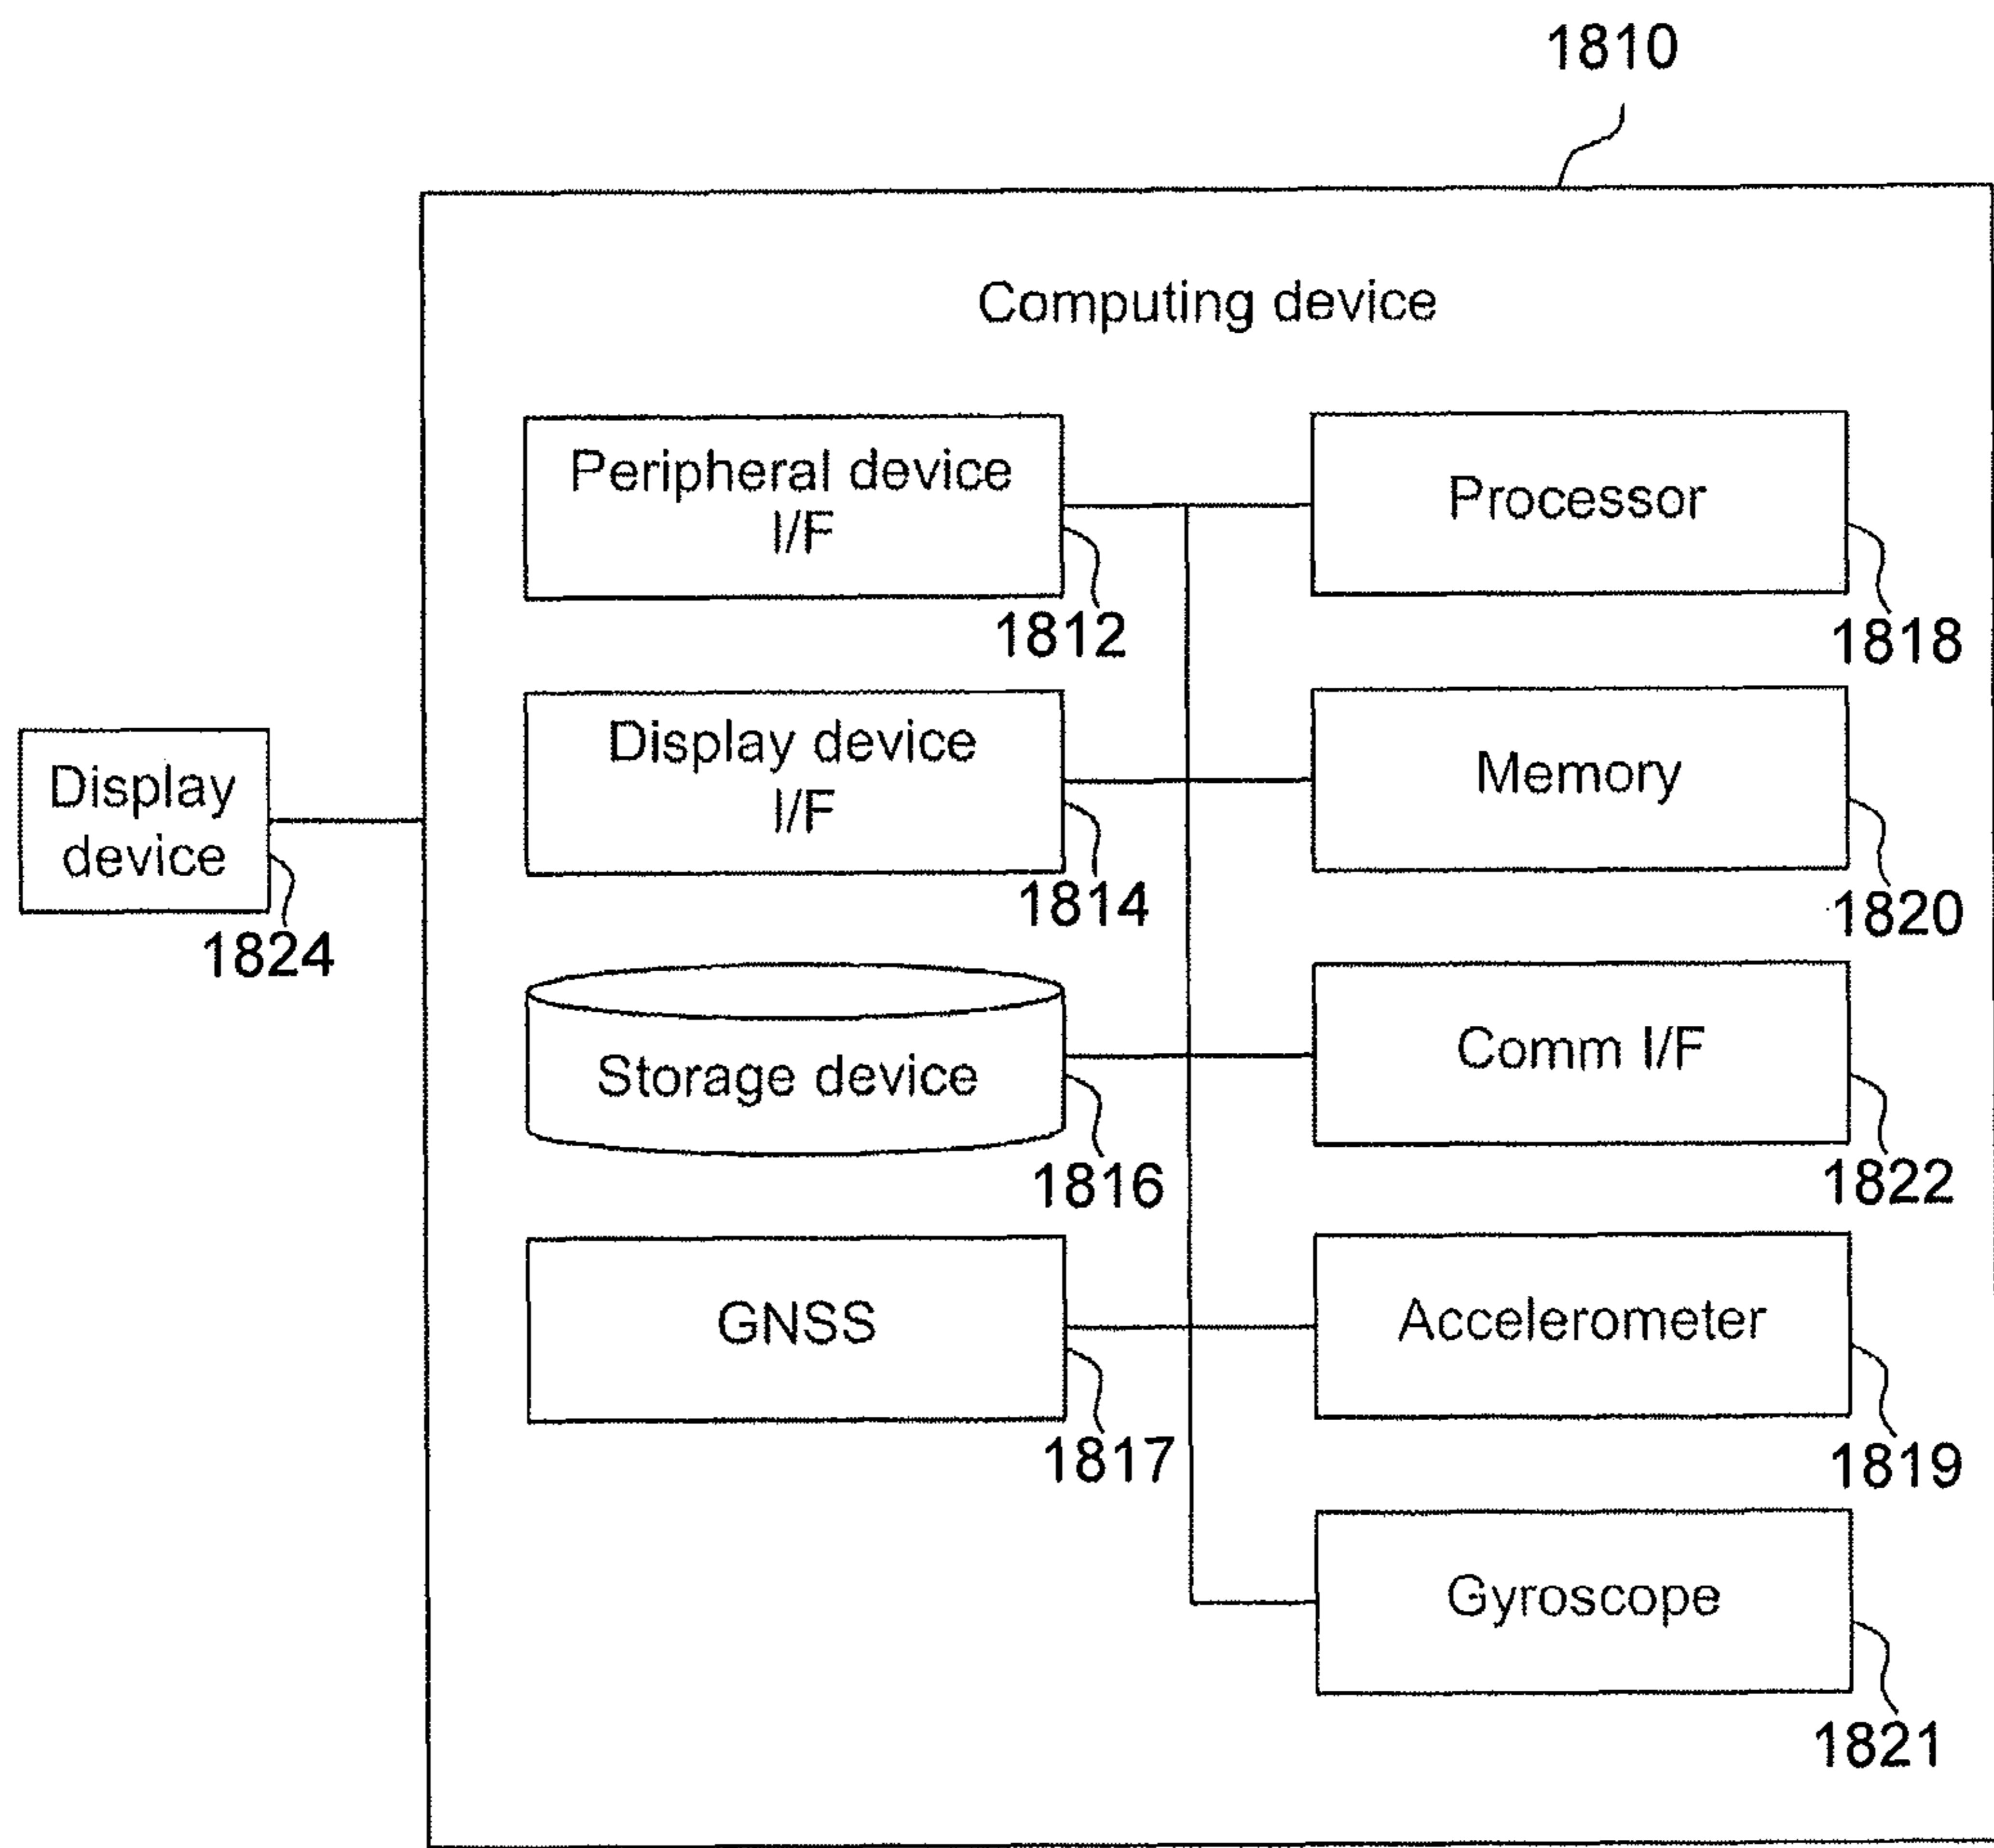 1810
Computing device
Peripheral device
I/F
1812
Processor
1818
Display device
I/F
1814
Memory
1820
Display
device
1824
Storage device
1816
Comm I/F
1822
GNSS
1817
Accelerometer
1819
Gyroscope
1821